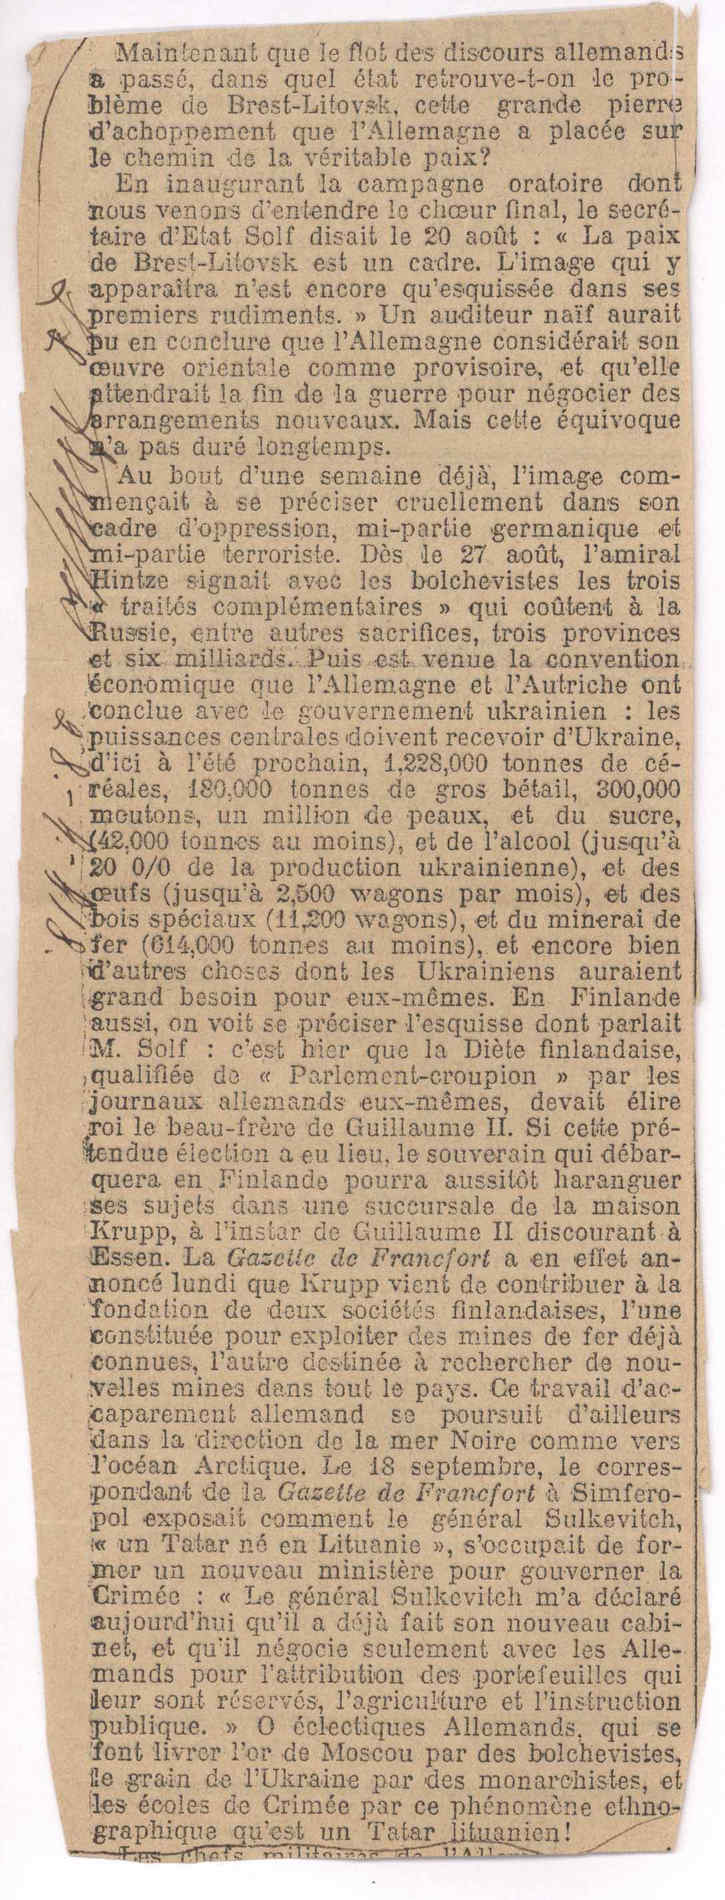 Maintenant que le flot des discours allemands
a passé, dans quel état retrouve-t-on le pro-
blème de Brest-Litovsk, cette grande pierre
d'achoppement que l'Allemagne a placée sur
le chemin de la véritable paix?
En inaugurant la campagne oratoire dont
nous venons d'entendre le chœur final, le secré-
taire d'Etat Solf disait le 20 août : « La paix
de Brest-Litovsk est un cadre. L'image qui y
apparaîtra n'est encore qu'esquissée dans ses
premiers rudiments. » Un auditeur naïf aurait
pu en conclure que l'Allemagne considérait son
œuvre orientale comme provisoire, et qu'elle
attendrait la fin de la guerre pour négocier des
arrangements nouveaux. Mais cette équivoque
n'a pas duré longtemps.
Au bout d'une semaine déjà, l'image com-
mençait à se préciser cruellement dans son
cadre d'oppression, mi-partie germanique et
mi-partie terroriste. Dès le 27 août, l'amiral
Hintze signait avec les bolchevistes les trois
« traités complémentaires » qui coûtent à la
Russie, entre autres sacrifices, trois provinces
et six milliards. Puis est venue la convention
économique que l'Allemagne et l'Autriche ont
conclue avec le gouvernement ukrainien : les
puissances centrales doivent recevoir d'Ukraine,
d'ici à l'été prochain, 1,228,000 tonnes de cé-
réales, 180,000 tonnes de gros bétail, 300,000
moutons, un million de peaux, et du sucre,
(42,000 tonnes au moins), et de l'alcool (jusqu'à
20 0/0 de la production ukrainienne), et des
œufs (jusqu'à 2,500 wagons par mois), et des
bois spéciaux (11,200 wagons), et du minerai de
fer (614,000 tonnes au moins), et encore bien
d'autres choses dont les Ukrainiens auraient
grand besoin pour eux-mêmes. En Finlande
aussi, on voit se préciser l'esquisse dont parlait
M. Solf : c'est hier que la Diète finlandaise,
qualifiée de « Parlement-croupion » par les
journaux allemands eux-mêmes, devait élire
roi le beau-frère de Guillaume II. Si cette pré-
tendue élection a eu lieu, le souverain qui débar-
quera en Finlande pourra aussitôt haranguer
ses sujets dans une succursale de la maison
Krupp, à l'instar de Guillaume II discourant à
Essen. La Gazette de Francfort a en effet an-
noncé lundi que Krupp vient de contribuer à la
fondation de deux sociétés finlandaises, l'une
constituée pour exploiter des mines de fer déjà
connues, l'autre destinée à rechercher de nou-
velles mines dans tout le pays. Ce travail d'ac-
caparement allemand se poursuit d'ailleurs
dans la direction de la mer Noire comme vers
l'océan Arctique. Le 18 septembre, le corres-
pondant de la Gazette de Francfort à Simfero-
pol exposait comment le général Sulkevitch,
« un Tatar né en Lituanie », s'occupait de for-
mer un nouveau ministère pour gouverner la
Crimée : « Le général Sulkevitch m'a déclaré
aujourd'hui qu'il a déjà fait son nouveau cabi-
net, et qu'il négocie seulement avec les Alle-
mands pour l'attribution des portefeuilles qui
leur sont réservés, l'agriculture et l'instruction
publique. » O éclectiques Allemands, qui se
font livrer l'or de Moscou par des bolchevistes,
le grain de l'Ukraine par des monarchistes, et
les écoles de Crimée par ce phénomène ethno-
graphique qu'est un Tatar lituanien!
Les chefs militaires de